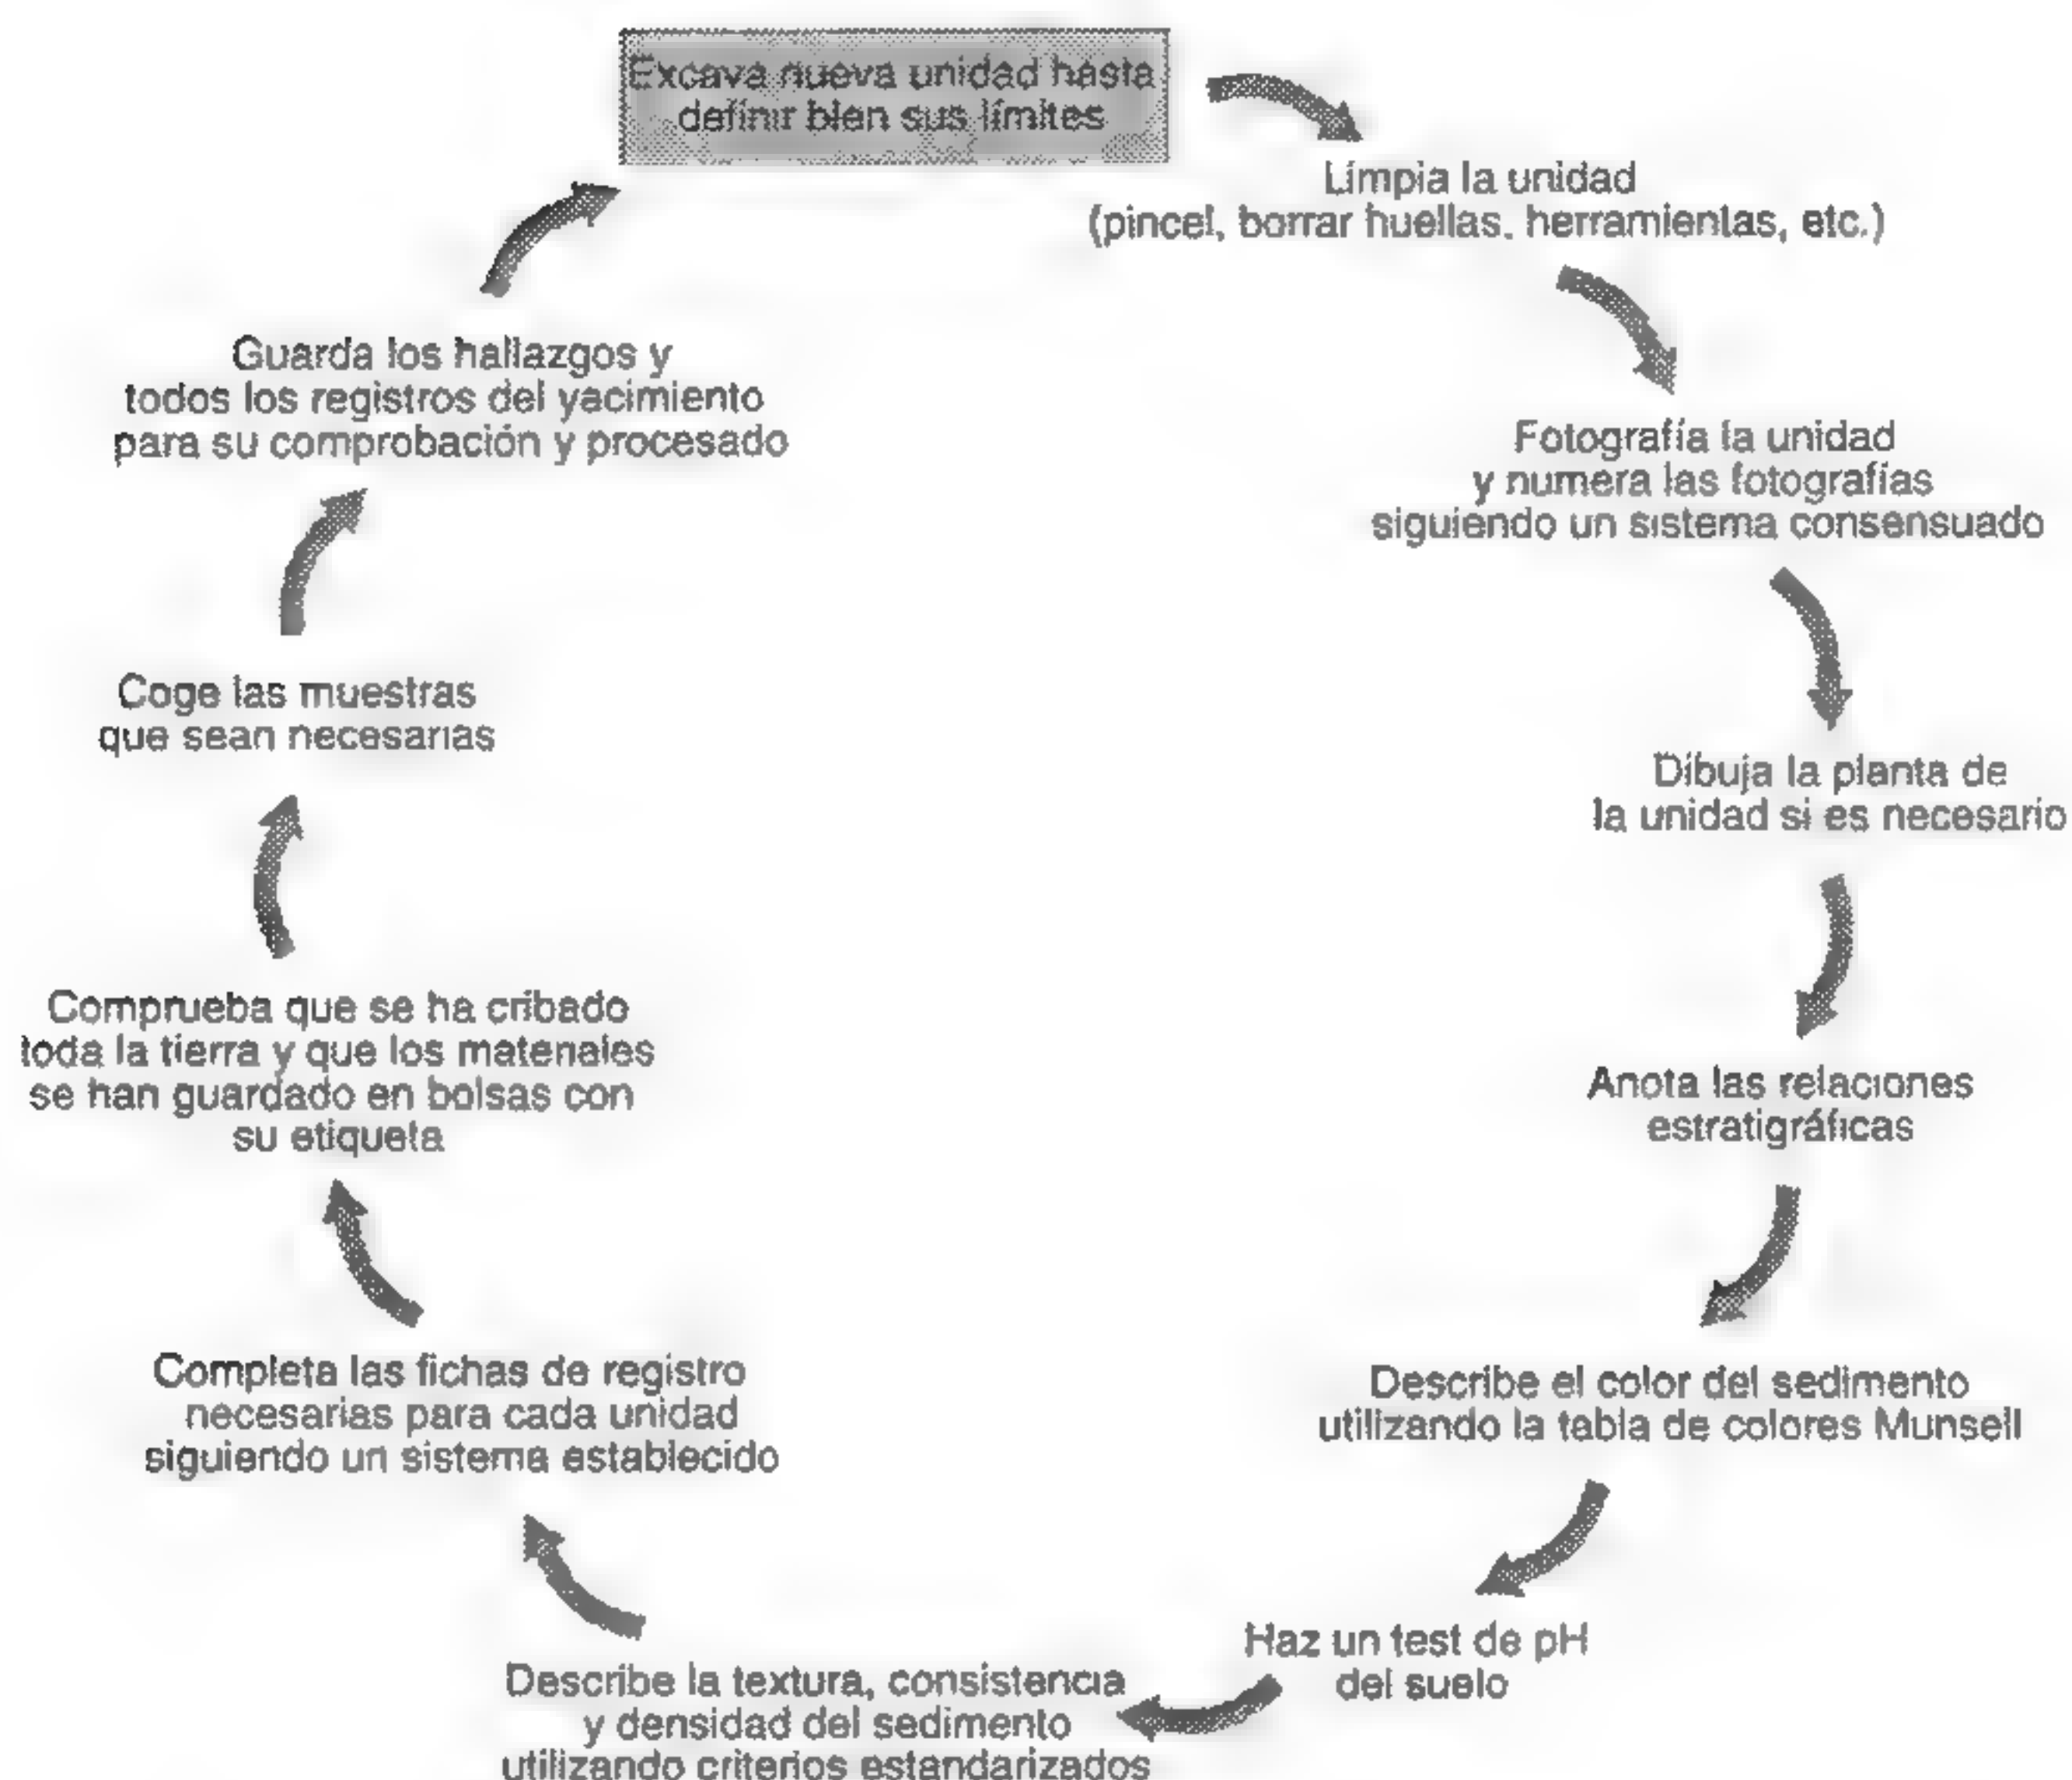 Excava nueva unidad hasta
definir bien sus límites
Limpia la unidad
(pincel, borrar huellas, herramientas, etc.)
Fotografía la unidad
y numera las fotografías
siguiendo un sistema consensuado
Dibuja la planta de
la unidad si es necesario
Anota las relaciones
estratigráficas
Describe el color del sedimento
utilizando la tabla de colores Munsell
Haz un test de pH
del suelo
Describe la textura, consistencia
y densidad del sedimento
utilizando criterios estandarizados
Completa las fichas de registro
necesarias para cada unidad
siguiendo un sistema establecido
Comprueba que se ha cribado
toda la tierra y que los materiales
se han guardado en bolsas con
su etiqueta
Coge las muestras
que sean necesarias
Guarda los hallazgos y
todos los registros del yacimiento
para su comprobación y procesado